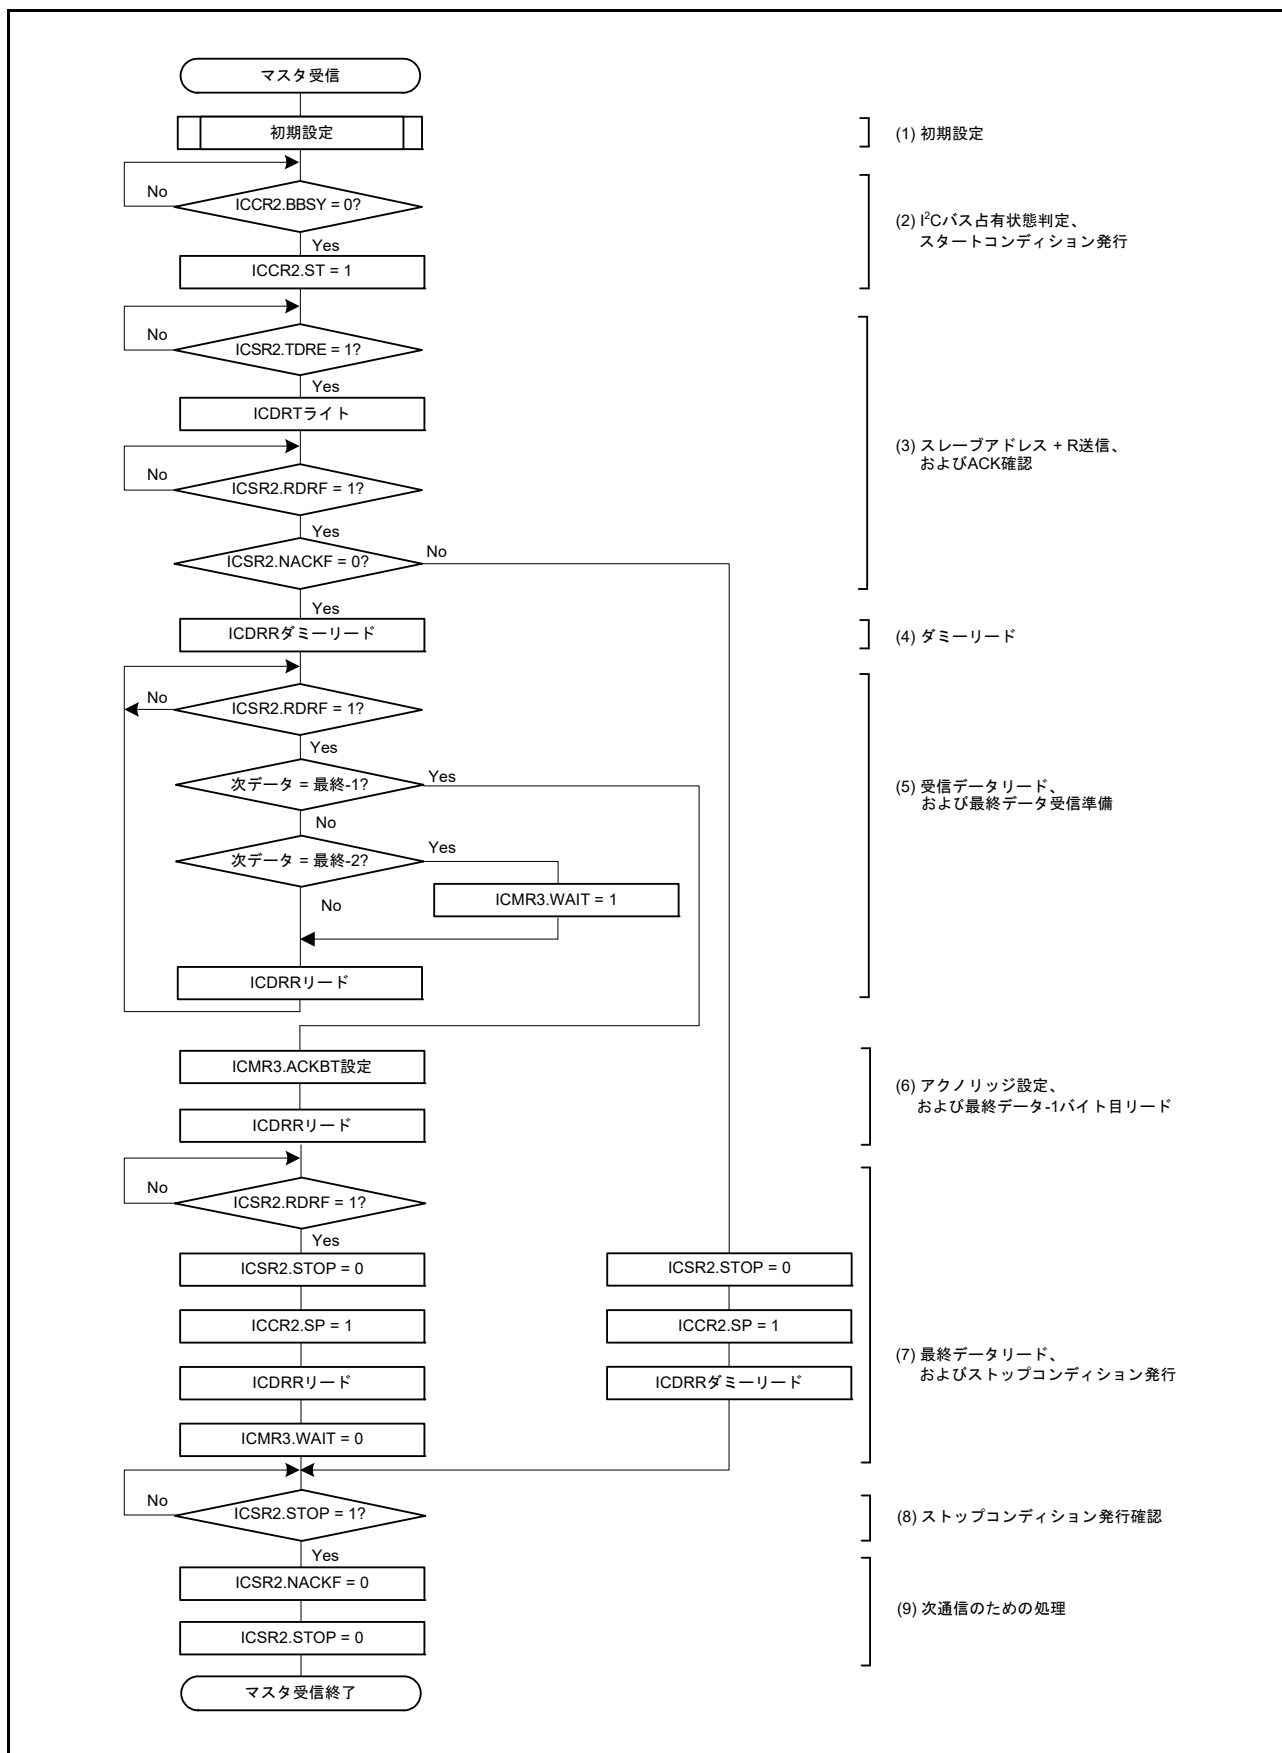 マスタ受信
初期設定
(1) 初期設定
No
ICCR2.BBSY = 0?
(2) I²Cバス占有状態判定、
スタートコンディション発行
Yes
ICCR2.ST = 1
No
ICSR2.TDRE = 1?
Yes
ICDRTライト
(3) スレーブアドレス + R送信、
およびACK確認
No
ICSR2.RDRF = 1?
Yes
ICSR2.NACKF = 0?
No
Yes
ICDRRダミーリード
(4) ダミーリード
No
ICSR2.RDRF = 1?
Yes
次データ = 最終-1?
Yes
(5) 受信データリード、
および最終データ受信準備
No
次データ = 最終-2?
Yes
ICMR3.WAIT = 1
No
ICDRRリード
ICMR3.ACKBT設定
(6) アクノリッジ設定、
および最終データ-1バイト目リード
ICDRRリード
No
ICSR2.RDRF = 1?
Yes
ICSR2.STOP = 0
ICSR2.STOP = 0
ICCR2.SP = 1
ICCR2.SP = 1
(7) 最終データリード、
およびストップコンディション発行
ICDRRリード
ICDRRダミーリード
ICMR3.WAIT = 0
No
ICSR2.STOP = 1?
(8) ストップコンディション発行確認
Yes
ICSR2.NACKF = 0
(9) 次通信のための処理
ICSR2.STOP = 0
マスタ受信終了